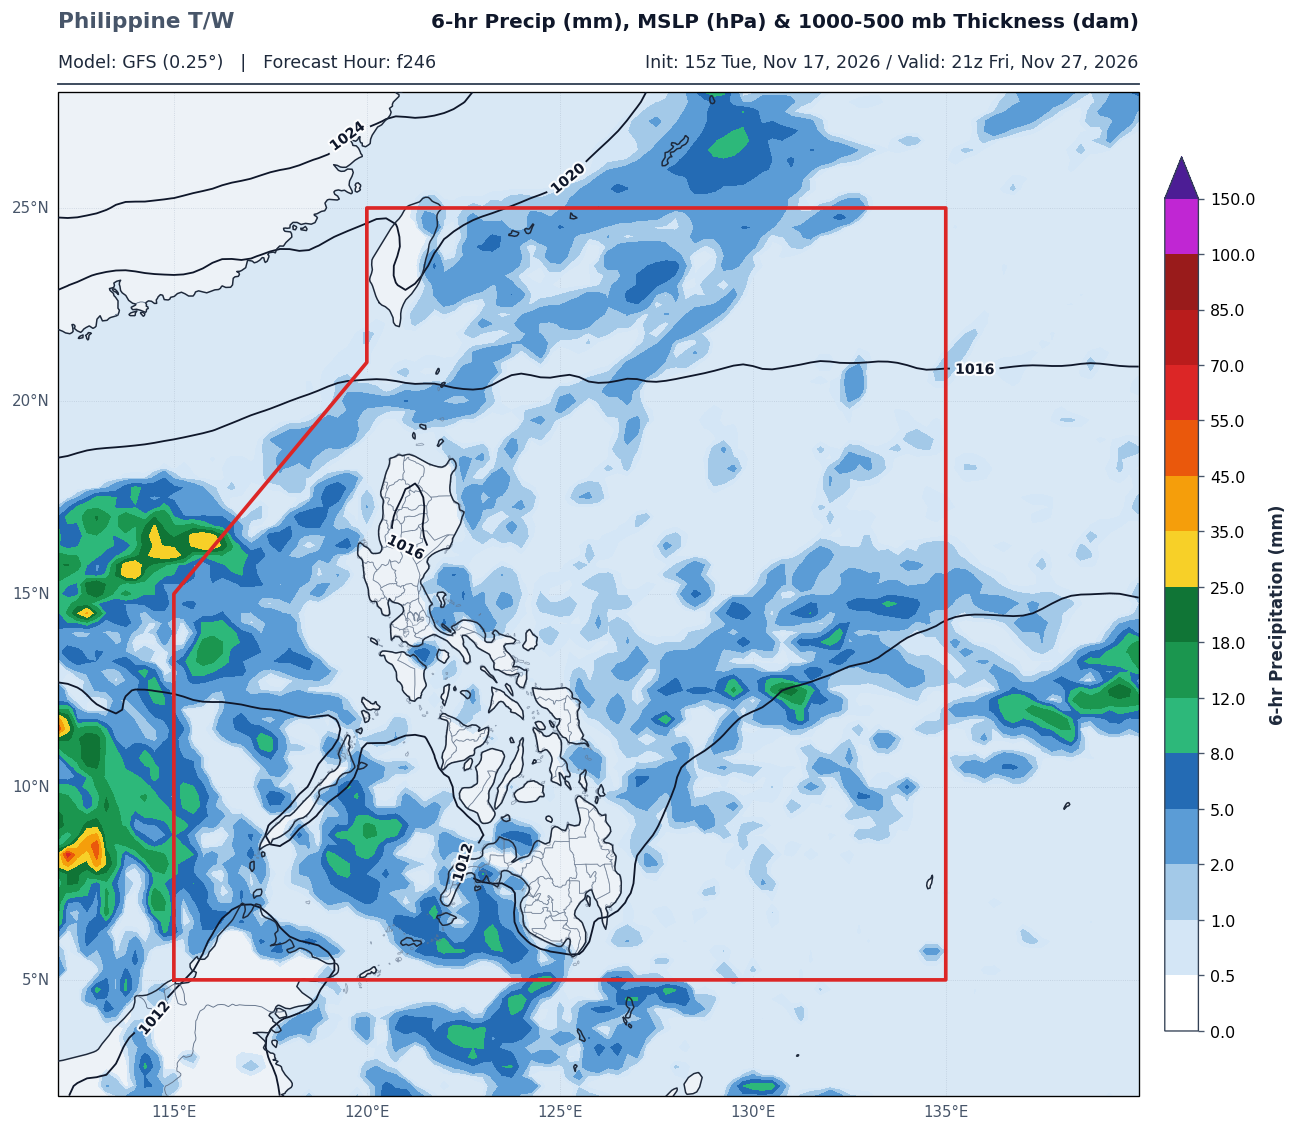 Philippine T/W
6-hr Precip (mm), MSLP (hPa) & 1000-500 mb Thickness (dam)
Model: GFS (0.25°) | Forecast Hour: f246
Init: 15z Tue, Nov 17, 2026 / Valid: 21z Fri, Nov 27, 2026
1024
1020
1016
1016
1012
1012
25°N
20°N
15°N
10°N
5°N
115°E
120°E
125°E
130°E
135°E
150.0
100.0
85.0
70.0
55.0
45.0
35.0
25.0
18.0
12.0
8.0
5.0
2.0
1.0
0.5
0.0
6-hr Precipitation (mm)